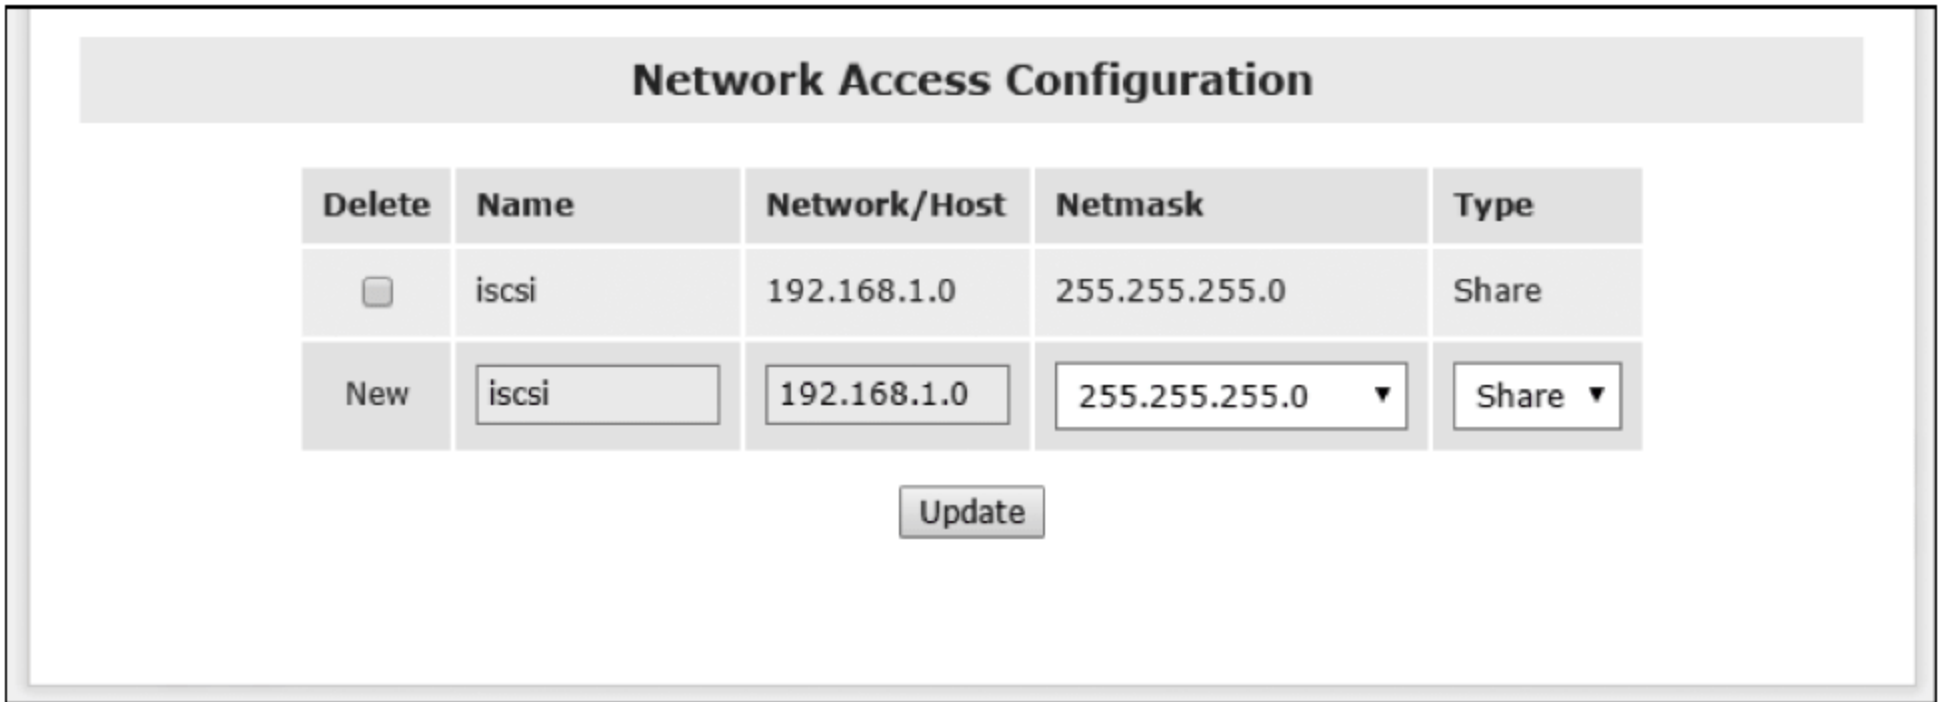 Network Access Configuration
Delete Name Network/Host Netmask Type
iscsi 192.168.1.0 255.255.255.0 Share
New iscsi 192.168.1.0 255.255.255.0 Share
Update